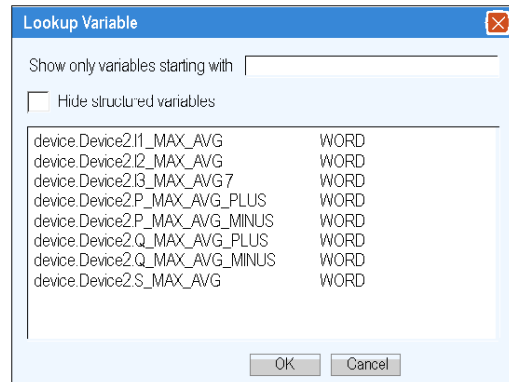 Lookup Variable
Show only variables starting with
Hide structured variables
device.Device2.I1_MAX_AVG WORD
device.Device2.I2_MAX_AVG WORD
device.Device2.I3_MAX_AVG7 WORD
device.Device2.P_MAX_AVG_PLUS WORD
device.Device2.P_MAX_AVG_MINUS WORD
device.Device2.Q_MAX_AVG_PLUS WORD
device.Device2.Q_MAX_AVG_MINUS WORD
device.Device2.S_MAX_AVG WORD
OK Cancel